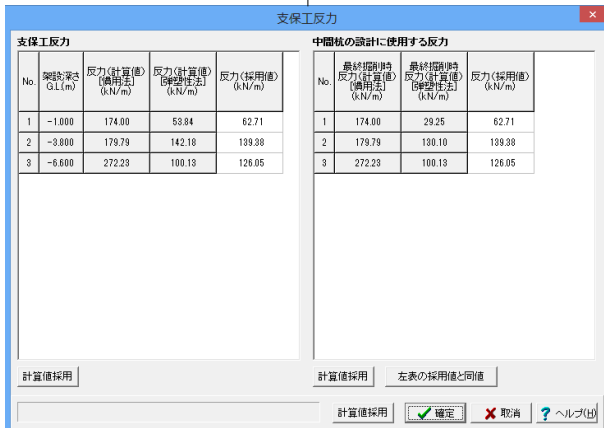 支保工反力
支保工反力
No. 架設深さ G.L(m) 反力(計算値) [慣用法] (kN/m) 反力(計算値) [弾塑性法] (kN/m) 反力(採用値) (kN/m)
1 -1.000 174.00 53.84 62.71
2 -3.800 179.79 142.18 139.38
3 -6.600 272.23 100.13 126.05
計算値採用
中間杭の設計に使用する反力
No. 最終掘削時 反力(計算値) [慣用法] (kN/m) 最終掘削時 反力(計算値) [弾塑性法] (kN/m) 反力(採用値) (kN/m)
1 174.00 29.25 62.71
2 179.79 130.10 139.38
3 272.23 100.13 126.05
計算値採用 左表の採用値と同値
計算値採用 確定 取消 ? ヘルプ(H)